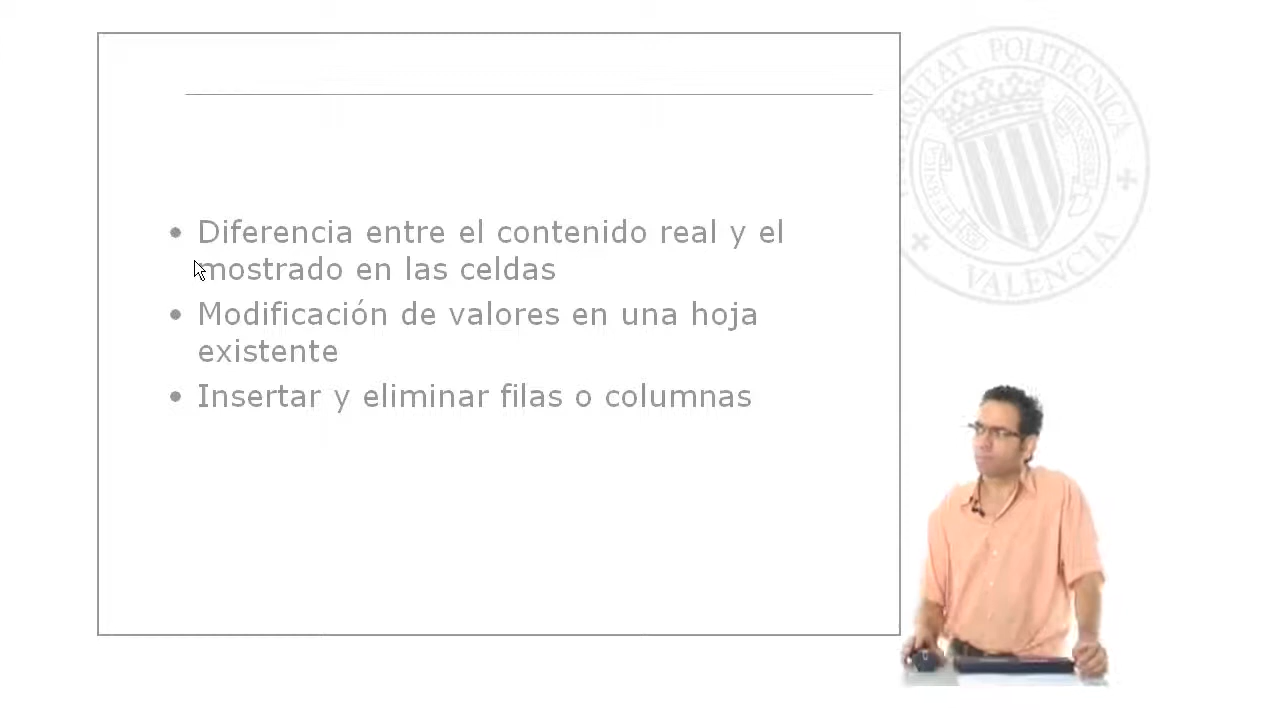 UNIVERSITAT POLITÈCNICA
VALÈNCIA
• Diferencia entre el contenido real y el
mostrado en las celdas
• Modificación de valores en una hoja
existente
• Insertar y eliminar filas o columnas